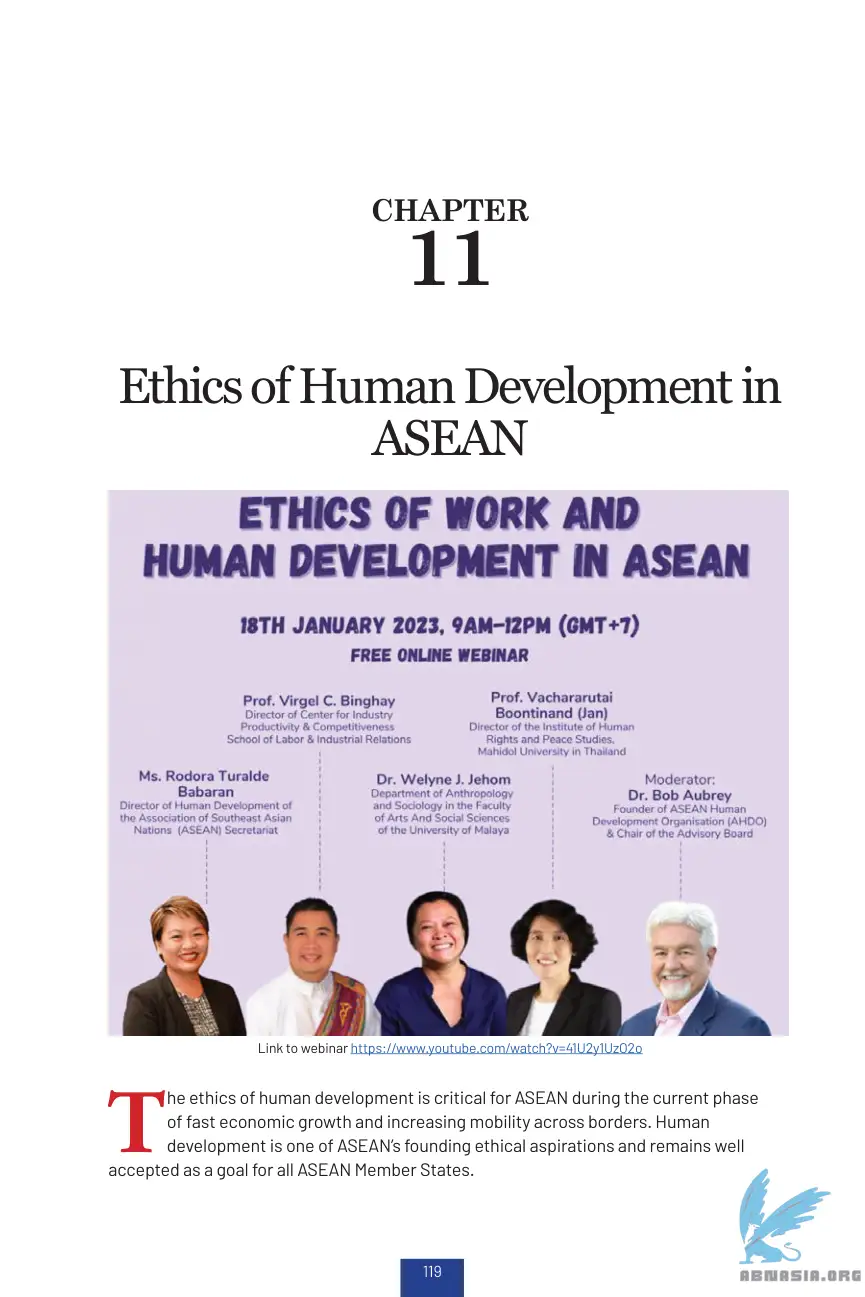 CHAPTER
11
Ethics of Human Development in
ASEAN
ETHICS OF WORK AND
HUMAN DEVELOPMENT IN ASEAN
18TH JANUARY 2023, 9AM–12PM (GMT+7)
FREE ONLINE WEBINAR
Prof. Virgel C. Binghay
Director of Center for Industry
Productivity & Competitiveness
School of Labor & Industrial Relations
Prof. Vachararutai
Boontinand (Jan)
Director of the Institute of Human
Rights and Peace Studies,
Mahidol University in Thailand
Ms. Rodora Turalde
Babaran
Director of Human Development of
the Association of Southeast Asian
Nations (ASEAN) Secretariat
Dr. Welyne J. Jehom
Department of Anthropology
and Sociology in the Faculty
of Arts And Social Sciences
of the University of Malaya
Moderator:
Dr. Bob Aubrey
Founder of ASEAN Human
Development Organisation (AHDO)
& Chair of the Advisory Board
Link to webinar https://www.youtube.com/watch?v=41U2y1UzO2o
The ethics of human development is critical for ASEAN during the current phase
of fast economic growth and increasing mobility across borders. Human
development is one of ASEAN’s founding ethical aspirations and remains well
accepted as a goal for all ASEAN Member States.
119
ABNASIA.ORG